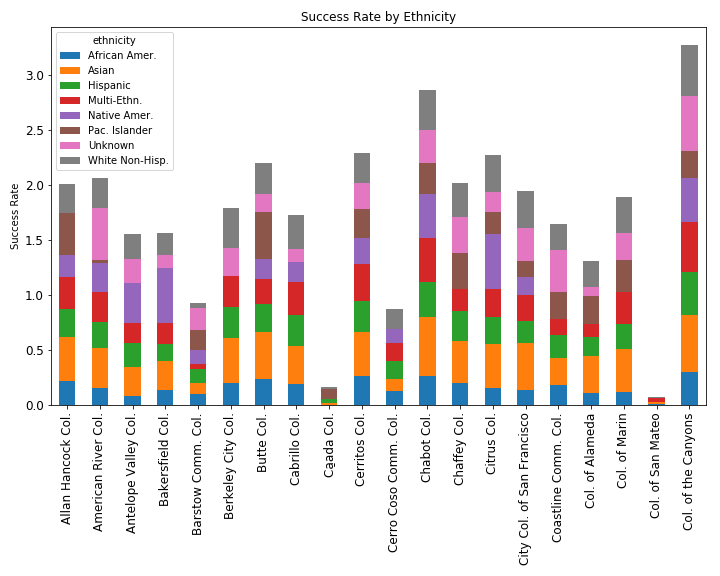 Success Rate by Ethnicity
ethnicity
African Amer.
Asian
Hispanic
Multi-Ethn.
Native Amer.
Pac. Islander
Unknown
White Non-Hisp.
Success Rate
3.0
2.5
2.0
1.5
1.0
0.5
0.0
Allan Hancock Col.
American River Col.
Antelope Valley Col.
Bakersfield Col.
Barstow Comm. Col.
Berkeley City Col.
Butte Col.
Cabrillo Col.
Caada Col.
Cerritos Col.
Cerro Coso Comm. Col.
Chabot Col.
Chaffey Col.
Citrus Col.
City Col. of San Francisco
Coastline Comm. Col.
Col. of Alameda
Col. of Marin
Col. of San Mateo
Col. of the Canyons